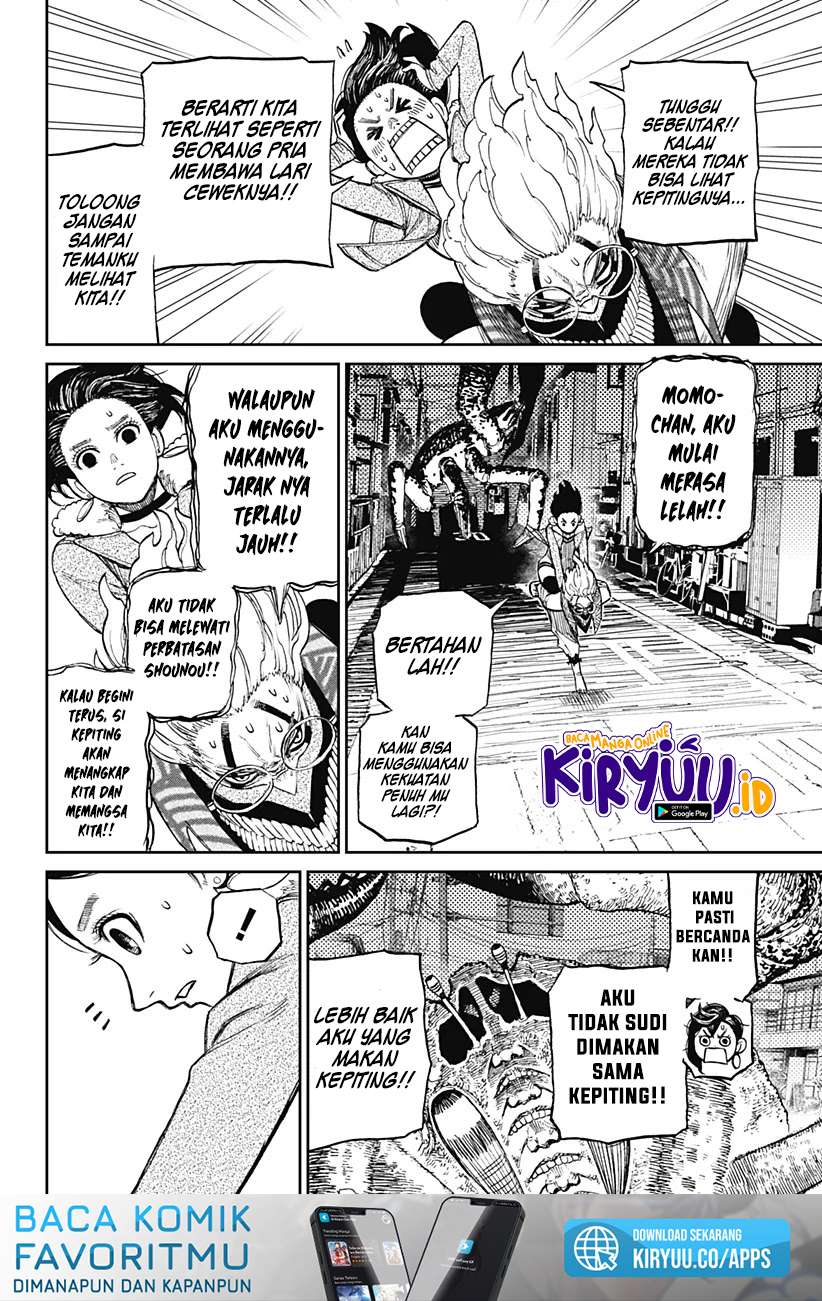 TUNGGU
SEBENTAR!!
KALAU
MEREKA TIDAK
BISA LIHAT
KEPITINGNYA...
BERARTI KITA
TERLIHAT SEPERTI
SEORANG PRIA
MEMBAWA LARI
CEWEKNYA!!
TOLOONG
JANGAN
SAMPAI
TEMANKU
MELIHAT
KITA!!
MOMO-
CHAN, AKU
MULAI
MERASA
LELAH!!
BERTAHAN
LAH!!
KAN
KAMU BISA
MENGGUNAKAN
KEKUATAN
PENUH MU
LAGI?!
WALAUPUN
AKU MENGGU-
NAKANNYA,
JARAK NYA
TERLALU
JAUH!!
AKU TIDAK
BISA MELEWATI
PERBATASAN
SHOUNOU!!
KALAU BEGINI
TERUS, SI
KEPITING
AKAN
MENANGKAP
KITA DAN
MEMANGSA
KITA!!
BACA MANGA ONLINE
KIRYUU.ID
GET IT ON
Google Play
KAMU
PASTI
BERCANDA
KAN!!
AKU
TIDAK SUDI
DIMAKAN
SAMA
KEPITING!!
LEBIH BAIK
AKU YANG
MAKAN
KEPITING!!
!
BACA KOMIK
FAVORITMU
DIMANAPUN DAN KAPANPUN
DOWNLOAD SEKARANG
KIRYUU.CO/APPS